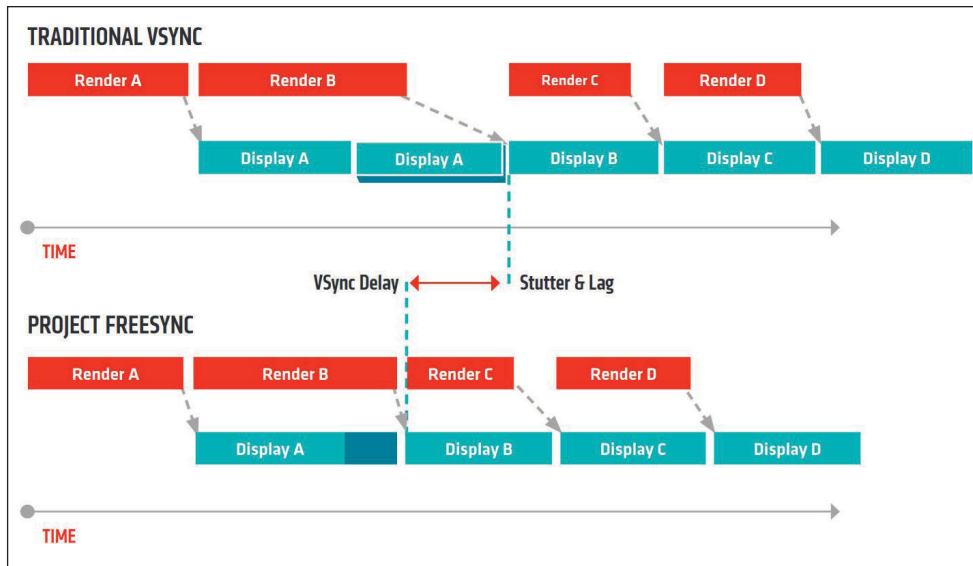 TRADITIONAL VSYNC
Render A
Render B
Render C
Render D
Display A
Display A
Display B
Display C
Display D
TIME
VSync Delay
Stutter & Lag
PROJECT FREESYNC
Render A
Render B
Render C
Render D
Display A
Display B
Display C
Display D
TIME